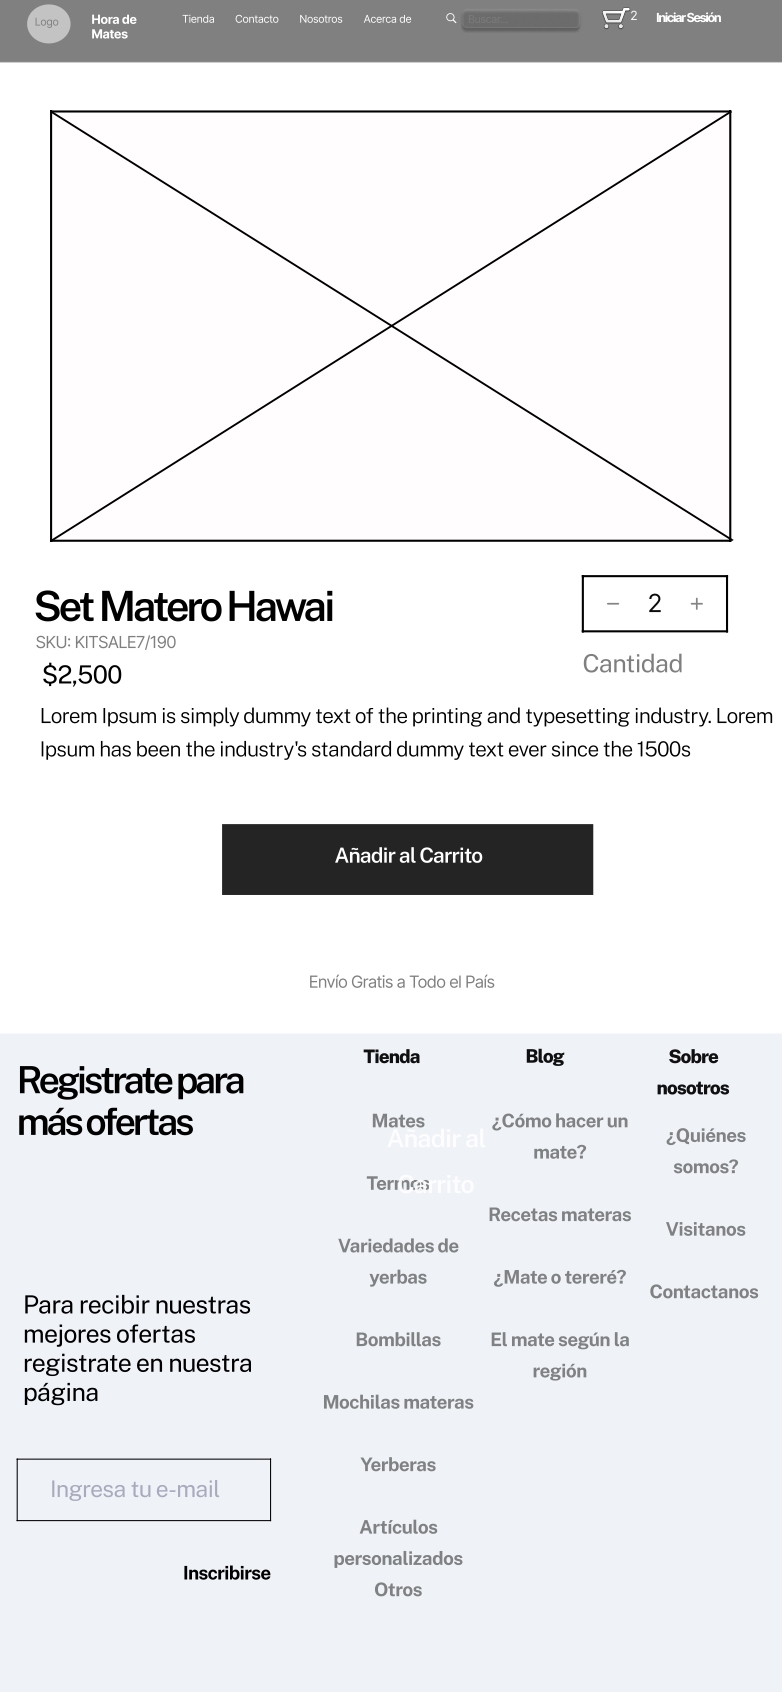 Logo
Hora de
Mates
Tienda
Contacto
Nosotros
Acerca de
Buscar...
2
Iniciar Sesión
Set Matero Hawai
SKU: KITSALE7/190
$2,500
− 2 +
Cantidad
Lorem Ipsum is simply dummy text of the printing and typesetting industry. Lorem
Ipsum has been the industry's standard dummy text ever since the 1500s
Añadir al Carrito
Envío Gratis a Todo el País
Registrate para
más ofertas
Para recibir nuestras
mejores ofertas
registrate en nuestra
página
Ingresa tu e-mail
Inscribirse
Tienda
Mates
Añadir al
Termos
Carrito
Variedades de
yerbas
Bombillas
Mochilas materas
Yerberas
Artículos
personalizados
Otros
Blog
¿Cómo hacer un
mate?
Recetas materas
¿Mate o tereré?
El mate según la
región
Sobre
nosotros
¿Quiénes
somos?
Visitanos
Contactanos